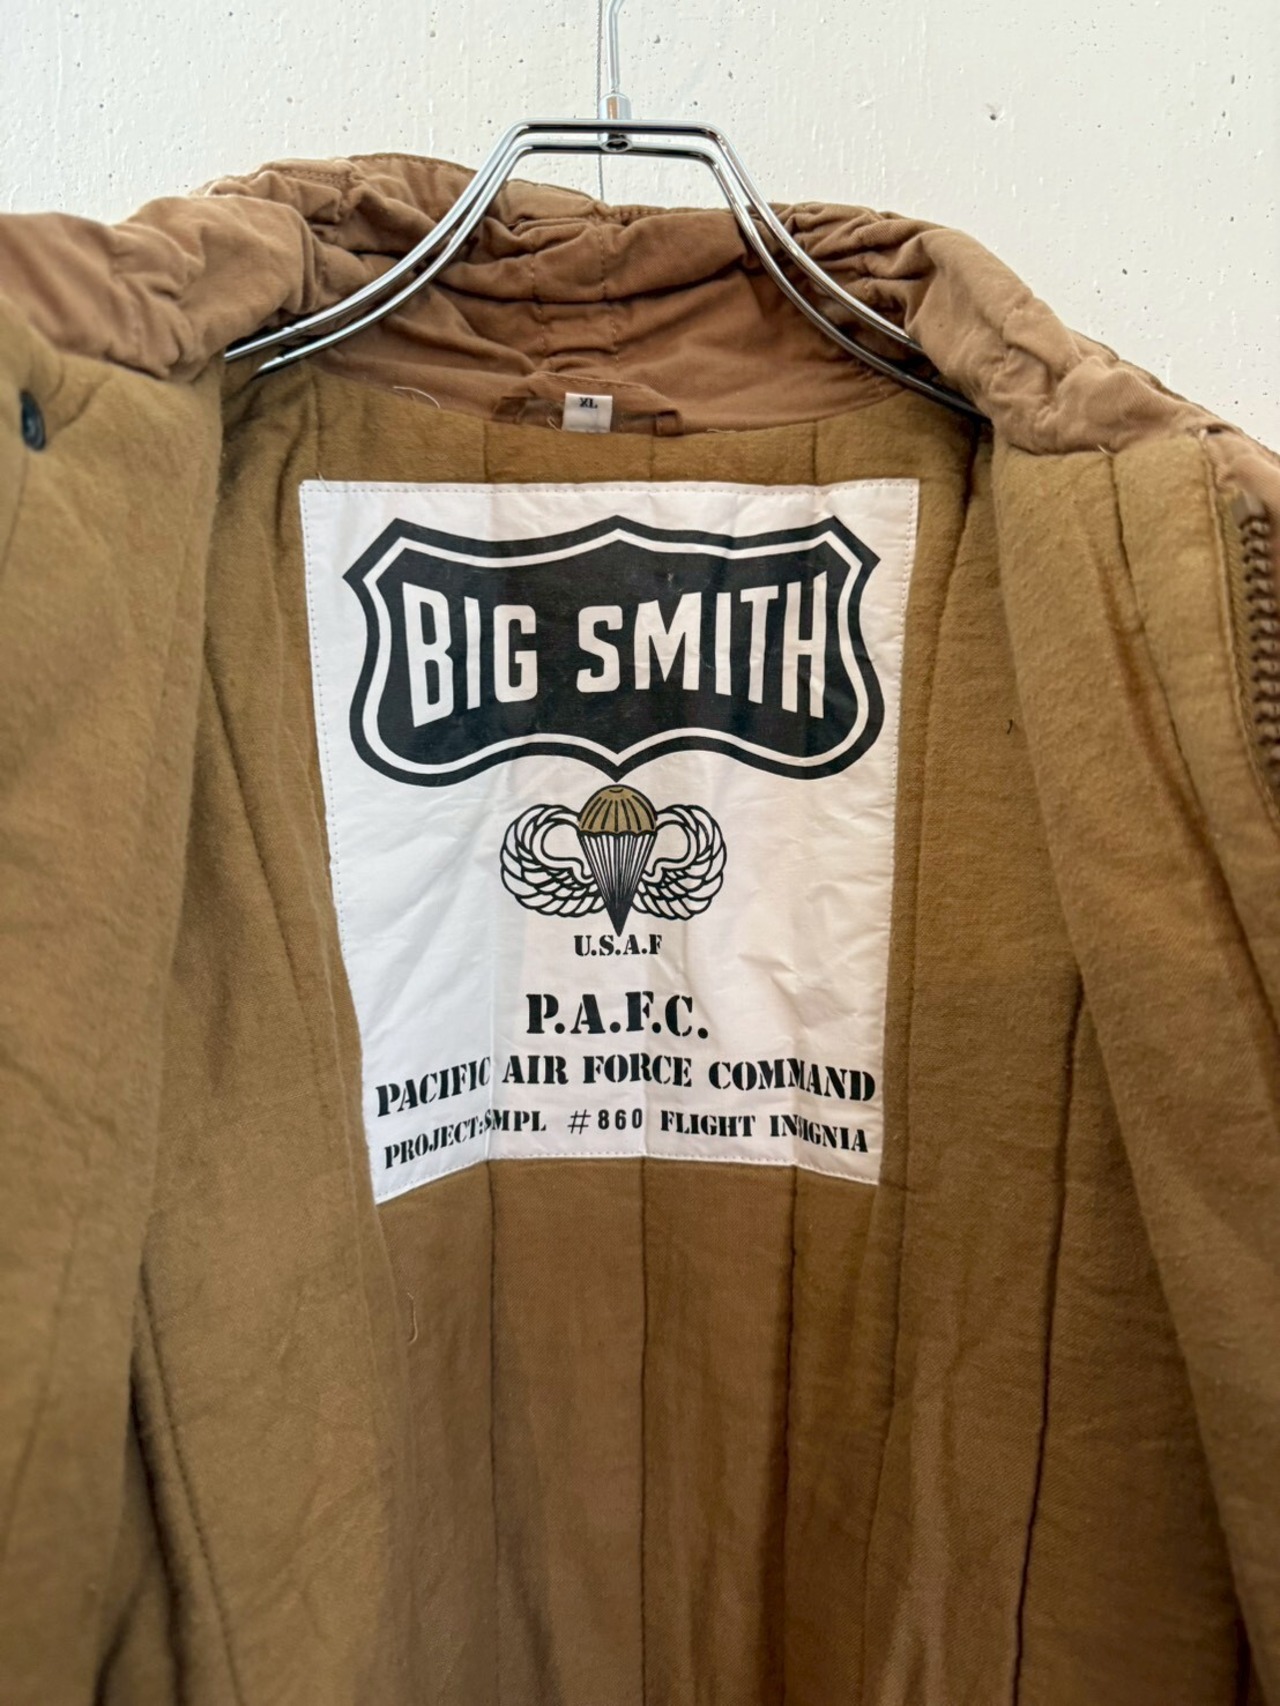 XL
BIG SMITH
U.S.A.F
P.A.F.C.
PACIFIC AIR FORCE COMMAND
PROJECT:SMPL #860 FLIGHT INSIGNIA